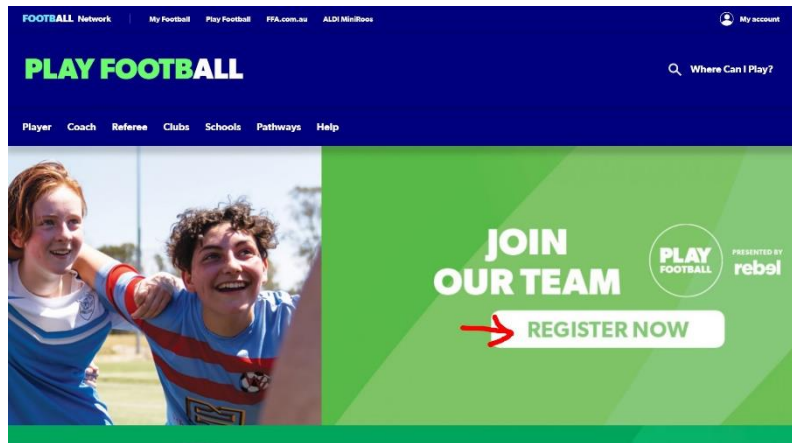 FOOTBALL Network
My Football Play Football FFA.com.au ALDI MiniRoos
My account
PLAY FOOTBALL
Where Can I Play?
Player Coach Referee Clubs Schools Pathways Help
JOIN
OUR TEAM
PLAY
FOOTBALL
PRESENTED BY
rebel
REGISTER NOW